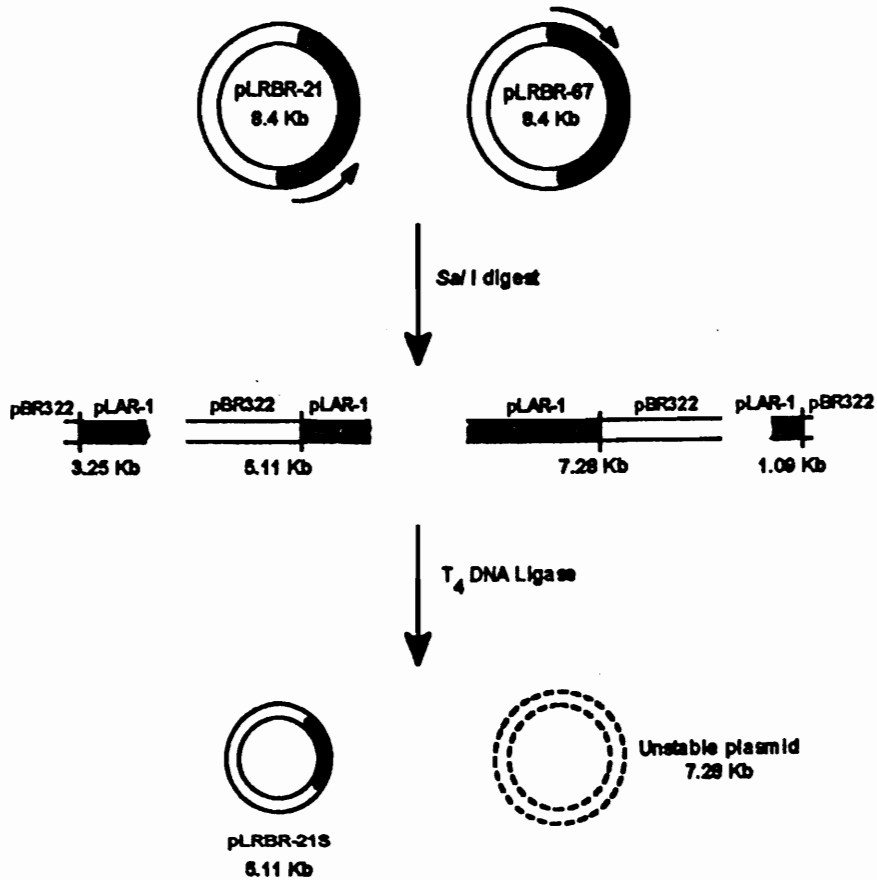 pLRBR-21
8.4 Kb
pLRBR-67
8.4 Kb
Sal I digest
pBR322 pLAR-1 pBR322 pLAR-1 pLAR-1 pBR322 pLAR-1 pBR322
3.25 Kb 5.11 Kb 7.28 Kb 1.09 Kb
T4 DNA Ligase
Unstable plasmid
7.28 Kb
pLRBR-21S
5.11 Kb